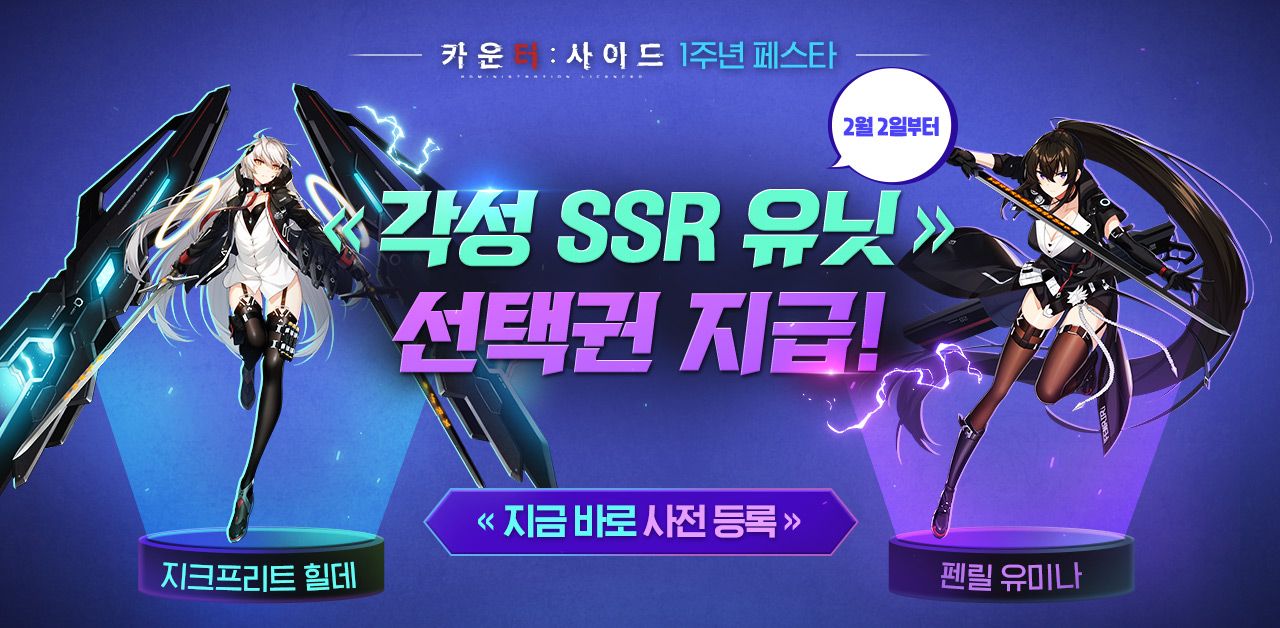 카운터:사이드 1주년 페스타
ADMINISTRATION LICENSED
2월 2일부터
《 각성 SSR 유닛 》
선택권 지급!
《 지금 바로 사전 등록 》
지크프리트 힐데
펜릴 유미나